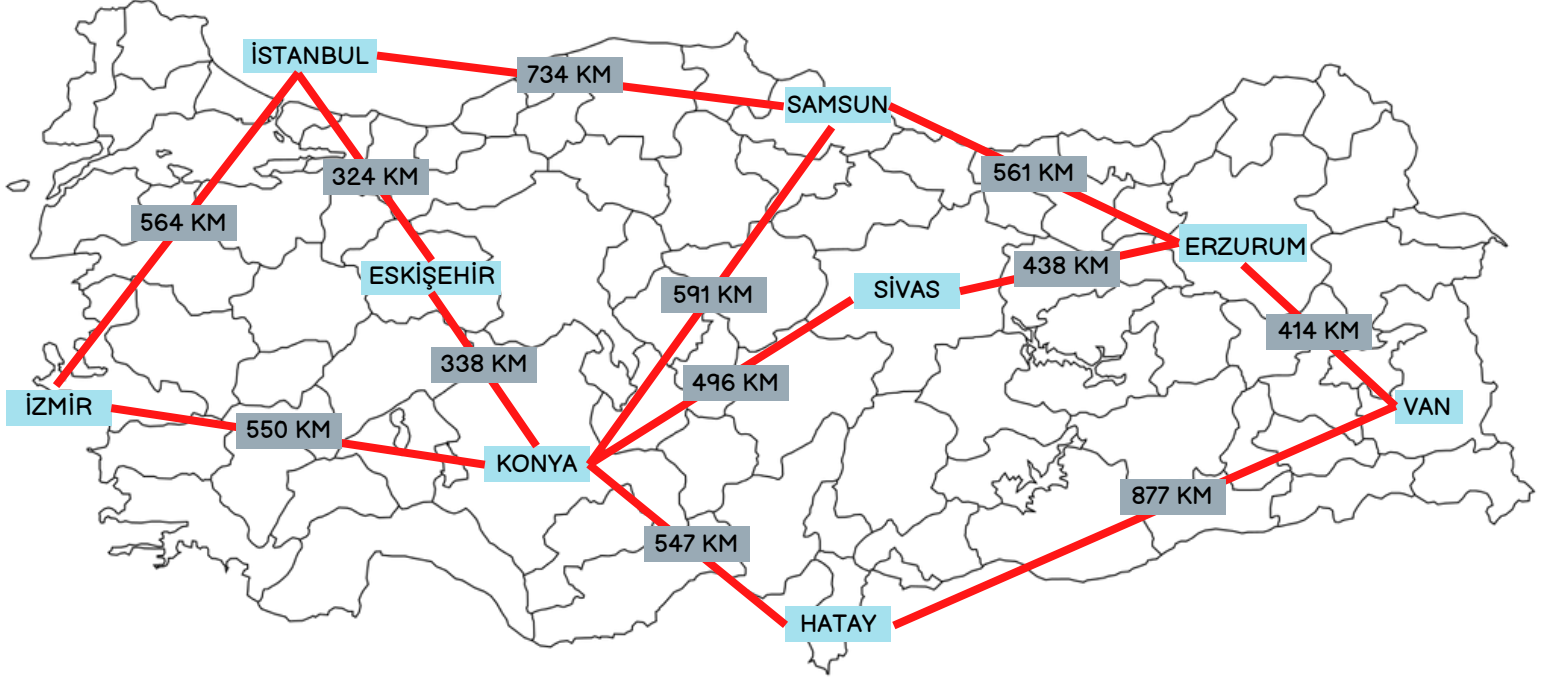 İSTANBUL
734 KM
SAMSUN
324 KM
561 KM
564 KM
ERZURUM
438 KM
ESKİŞEHİR
SİVAS
591 KM
414 KM
338 KM
496 KM
İZMİR
VAN
550 KM
KONYA
877 KM
547 KM
HATAY